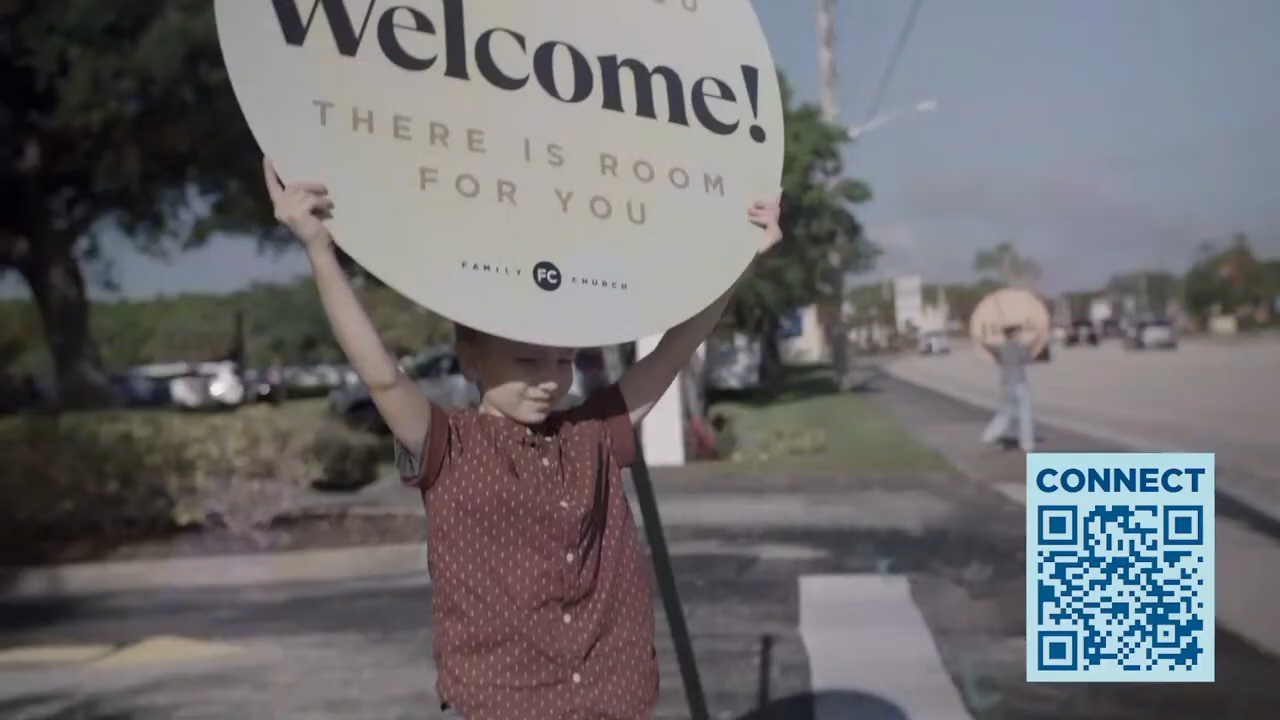 Welcome!
THERE IS ROOM
FOR YOU
FAMILY FC CHURCH
CONNECT